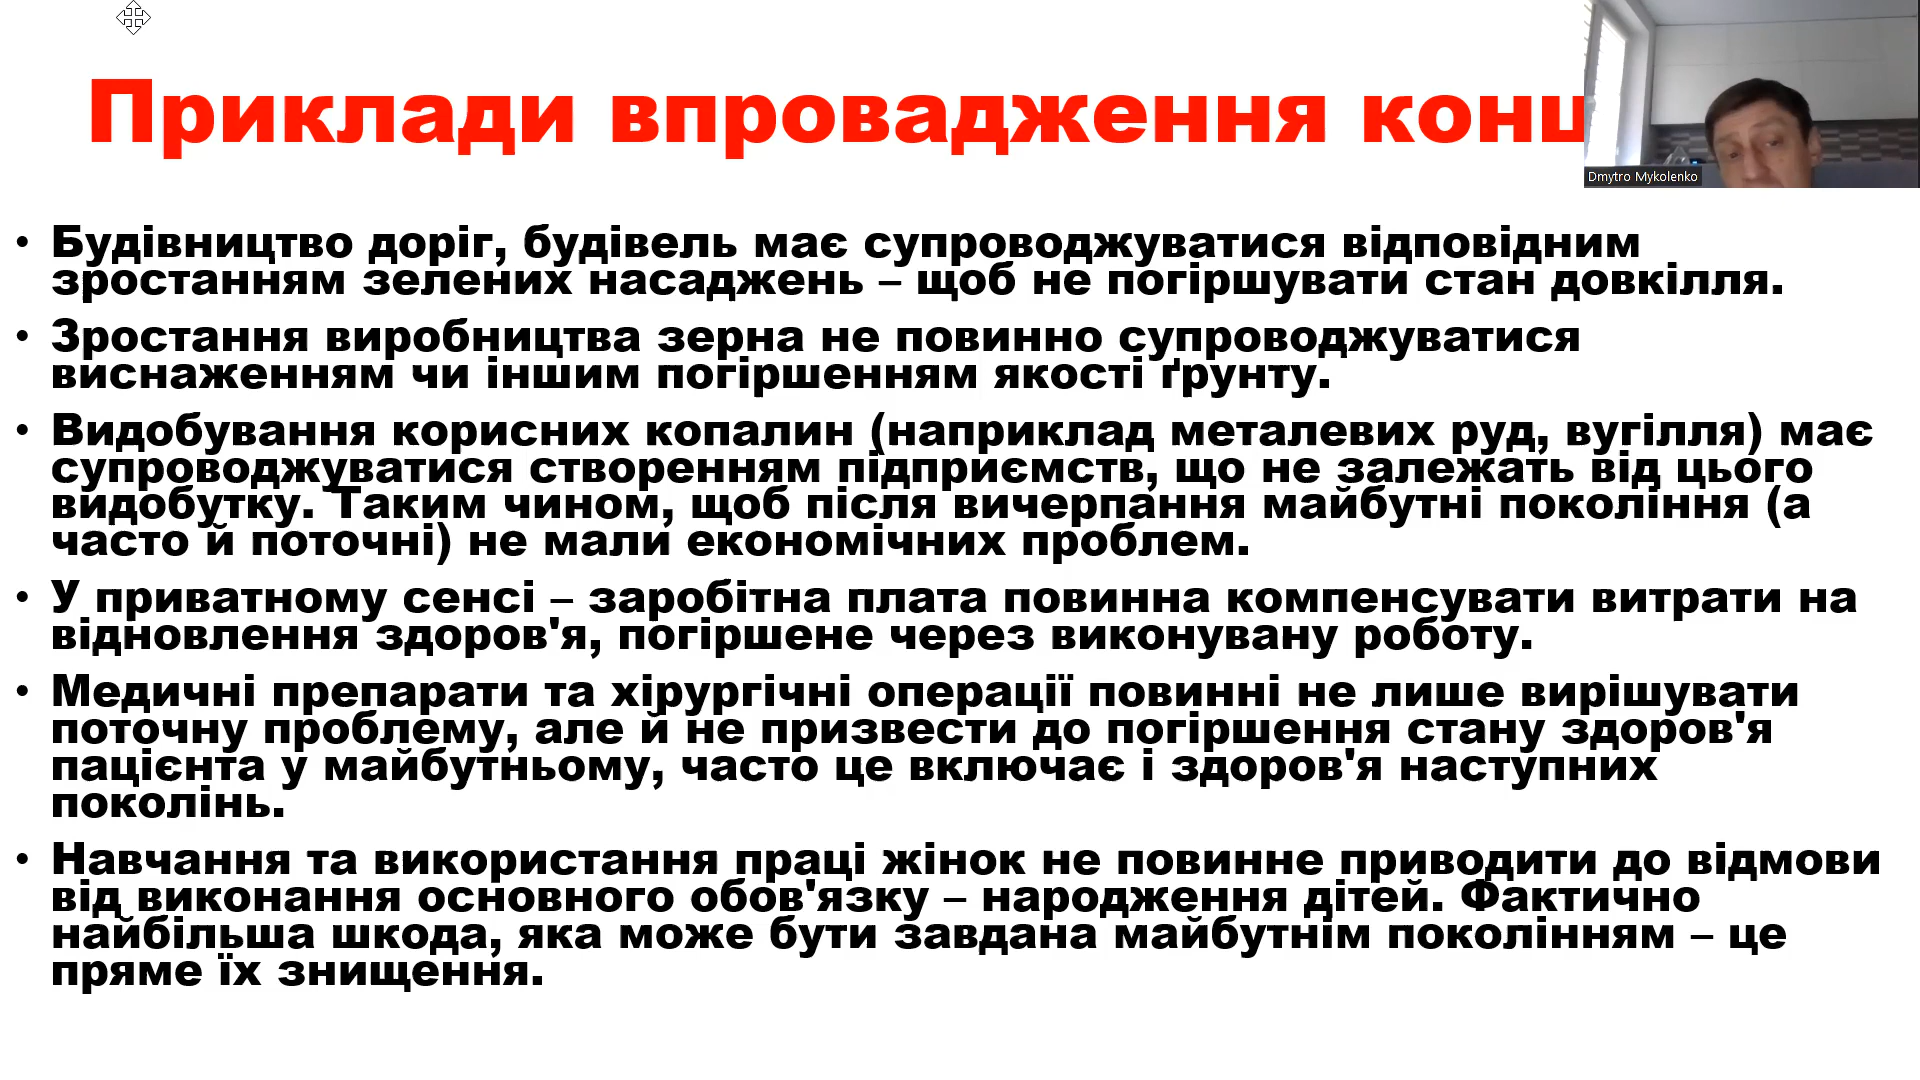 Приклади впровадження конц
Dmytro Mykolenko
• Будівництво доріг, будівель має супроводжуватися відповідним
зростанням зелених насаджень – щоб не погіршувати стан довкілля.
• Зростання виробництва зерна не повинно супроводжуватися
виснаженням чи іншим погіршенням якості ґрунту.
• Видобування корисних копалин (наприклад металевих руд, вугілля) має
супроводжуватися створенням підприємств, що не залежать від цього
видобутку. Таким чином, щоб після вичерпання майбутні покоління (а
часто й поточні) не мали економічних проблем.
• У приватному сенсі – заробітна плата повинна компенсувати витрати на
відновлення здоров'я, погіршене через виконувану роботу.
• Медичні препарати та хірургічні операції повинні не лише вирішувати
поточну проблему, але й не призвести до погіршення стану здоров'я
пацієнта у майбутньому, часто це включає і здоров'я наступних
поколінь.
• Навчання та використання праці жінок не повинне приводити до відмови
від виконання основного обов'язку – народження дітей. Фактично
найбільша шкода, яка може бути завдана майбутнім поколінням – це
пряме їх знищення.